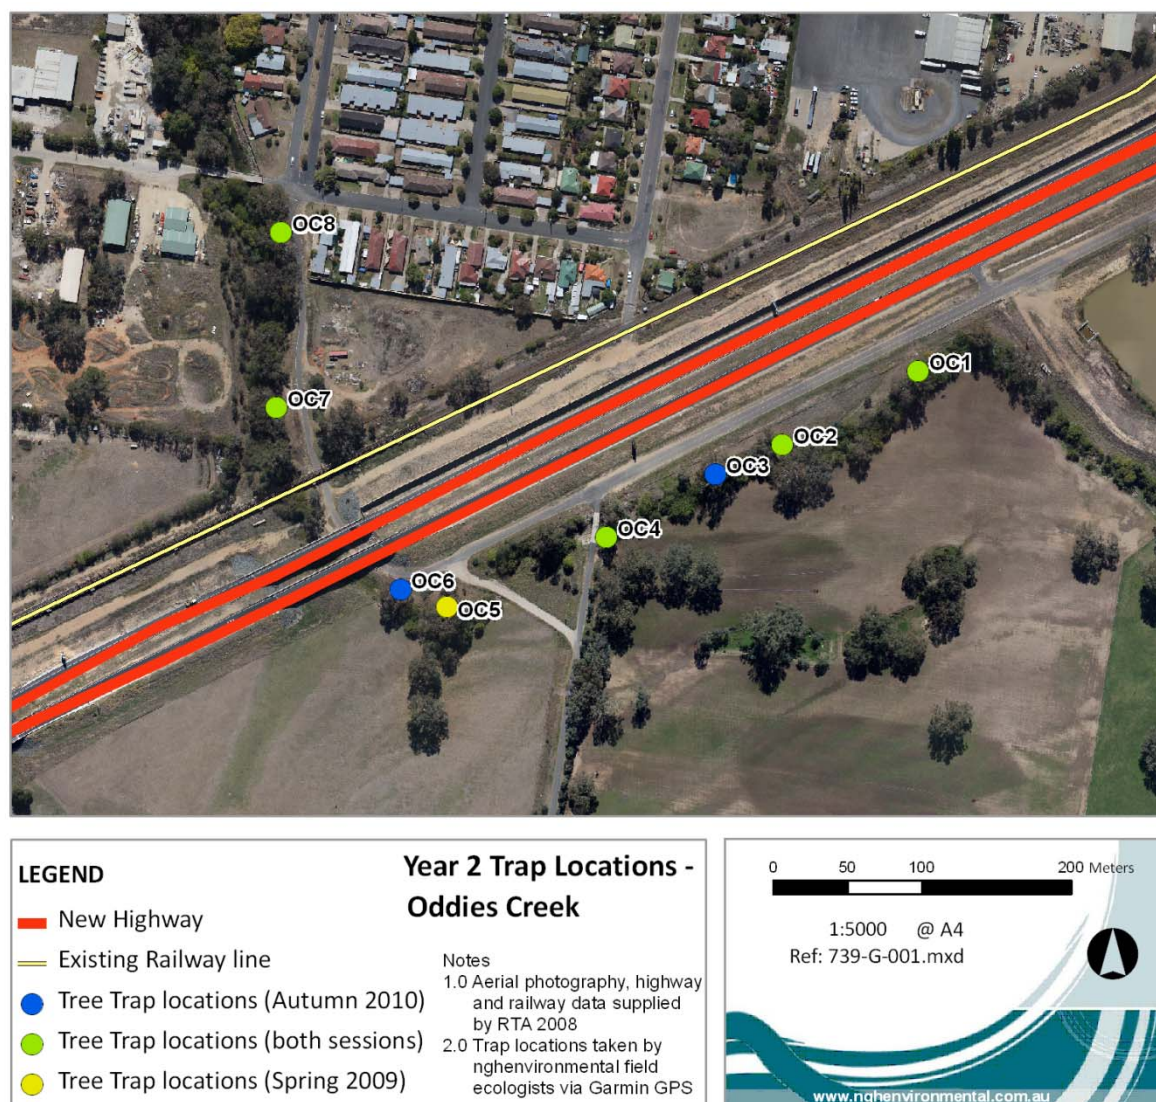 OC8
OC1
OC7
OC2
OC3
OC4
OC6
OC5
LEGEND
New Highway
Existing Railway line
Tree Trap locations (Autumn 2010)
Tree Trap locations (both sessions)
Tree Trap locations (Spring 2009)
Year 2 Trap Locations -
Oddies Creek
Notes
1.0 Aerial photography, highway
and railway data supplied
by RTA 2008
2.0 Trap locations taken by
nghenvironmental field
ecologists via Garmin GPS
0 50 100 200 Meters
1:5000 @ A4
Ref: 739-G-001.mxd
www.nghenvironmental.com.au